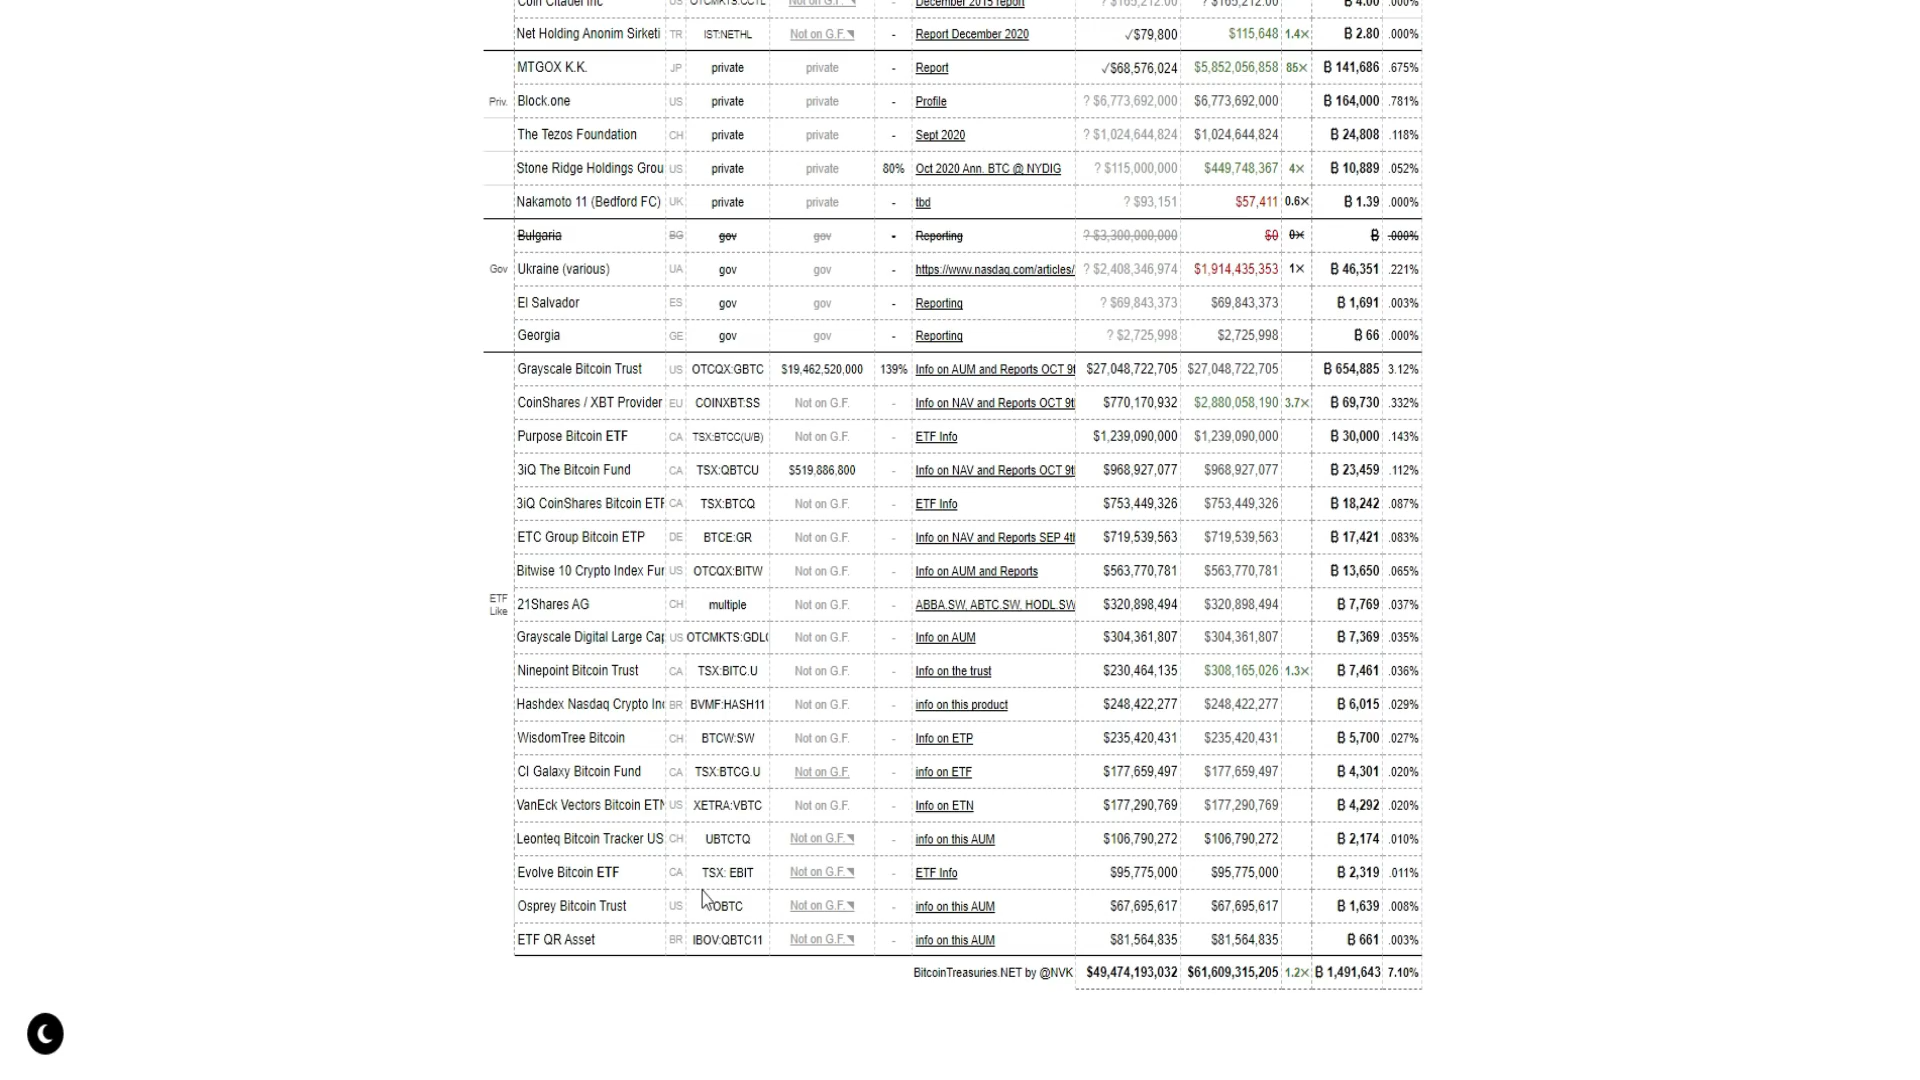 Coin Citadel Inc US OTCMKTS:CCTL Not on G.F. - December 2015 report ? $165,212.00 ? $165,212.00 Ƀ 4.00 .000%
Net Holding Anonim Sirketi TR IST:NETHL Not on G.F. - Report December 2020 ✓$79,800 $115,648 1.4× Ƀ 2.80 .000%
MTGOX K.K. JP private private - Report ✓$68,576,024 $5,852,056,858 85× Ƀ 141,686 .675%
Priv. Block.one US private private - Profile ? $6,773,692,000 $6,773,692,000 Ƀ 164,000 .781%
The Tezos Foundation CH private private - Sept 2020 ? $1,024,644,824 $1,024,644,824 Ƀ 24,808 .118%
Stone Ridge Holdings Grou US private private 80% Oct 2020 Ann. BTC @ NYDIG ? $115,000,000 $449,748,367 4× Ƀ 10,889 .052%
Nakamoto 11 (Bedford FC) UK private private - tbd ? $93,151 $57,411 0.6× Ƀ 1.39 .000%
Bulgaria BG gov gov - Reporting ? $3,300,000,000 $0 0× Ƀ .000%
Gov Ukraine (various) UA gov gov - https://www.nasdaq.com/articles/ ? $2,408,346,974 $1,914,435,353 1× Ƀ 46,351 .221%
El Salvador ES gov gov - Reporting ? $69,843,373 $69,843,373 Ƀ 1,691 .003%
Georgia GE gov gov - Reporting ? $2,725,998 $2,725,998 Ƀ 66 .000%
Grayscale Bitcoin Trust US OTCQX:GBTC $19,462,520,000 139% Info on AUM and Reports OCT 9t $27,048,722,705 $27,048,722,705 Ƀ 654,885 3.12%
CoinShares / XBT Provider EU COINXBT:SS Not on G.F. - Info on NAV and Reports OCT 9t $770,170,932 $2,880,058,190 3.7× Ƀ 69,730 .332%
Purpose Bitcoin ETF CA TSX:BTCC(U/B) Not on G.F. - ETF Info $1,239,090,000 $1,239,090,000 Ƀ 30,000 .143%
3iQ The Bitcoin Fund CA TSX:QBTCU $519,886,800 - Info on NAV and Reports OCT 9t $968,927,077 $968,927,077 Ƀ 23,459 .112%
3iQ CoinShares Bitcoin ETF CA TSX:BTCQ Not on G.F. - ETF Info $753,449,326 $753,449,326 Ƀ 18,242 .087%
ETC Group Bitcoin ETP DE BTCE:GR Not on G.F. - Info on NAV and Reports SEP 4t $719,539,563 $719,539,563 Ƀ 17,421 .083%
Bitwise 10 Crypto Index Fur US OTCQX:BITW Not on G.F. - Info on AUM and Reports $563,770,781 $563,770,781 Ƀ 13,650 .065%
ETF Like 21Shares AG CH multiple Not on G.F. - ABBA.SW, ABTC.SW, HODL.SW $320,898,494 $320,898,494 Ƀ 7,769 .037%
Grayscale Digital Large Cap US OTCMKTS:GDLC Not on G.F. - Info on AUM $304,361,807 $304,361,807 Ƀ 7,369 .035%
Ninepoint Bitcoin Trust CA TSX:BITC.U Not on G.F. - Info on the trust $230,464,135 $308,165,026 1.3× Ƀ 7,461 .036%
Hashdex Nasdaq Crypto Inc BR BVMF:HASH11 Not on G.F. - info on this product $248,422,277 $248,422,277 Ƀ 6,015 .029%
WisdomTree Bitcoin CH BTCW:SW Not on G.F. - Info on ETP $235,420,431 $235,420,431 Ƀ 5,700 .027%
CI Galaxy Bitcoin Fund CA TSX:BTCG.U Not on G.F. - info on ETF $177,659,497 $177,659,497 Ƀ 4,301 .020%
VanEck Vectors Bitcoin ETN US XETRA:VBTC Not on G.F. - Info on ETN $177,290,769 $177,290,769 Ƀ 4,292 .020%
Leonteq Bitcoin Tracker US CH UBTCTQ Not on G.F. - info on this AUM $106,790,272 $106,790,272 Ƀ 2,174 .010%
Evolve Bitcoin ETF CA TSX: EBIT Not on G.F. - ETF Info $95,775,000 $95,775,000 Ƀ 2,319 .011%
Osprey Bitcoin Trust US OBTC Not on G.F. - info on this AUM $67,695,617 $67,695,617 Ƀ 1,639 .008%
ETF QR Asset BR IBOV:QBTC11 Not on G.F. - info on this AUM $81,564,835 $81,564,835 Ƀ 661 .003%
BitcoinTreasuries.NET by @NVK $49,474,193,032 $61,609,315,205 1.2× Ƀ 1,491,643 7.10%